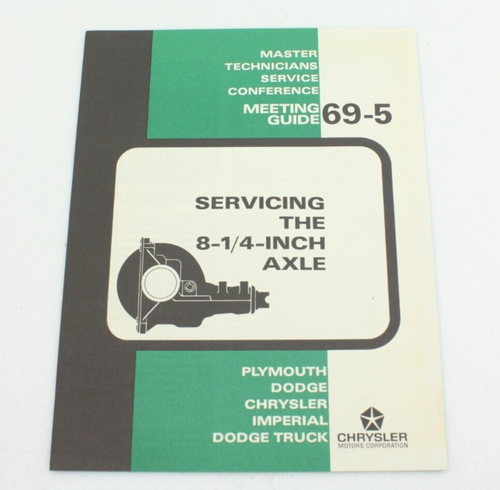 MASTER
TECHNICIANS
SERVICE
CONFERENCE
MEETING
GUIDE 69-5
SERVICING
THE
8-1/4-INCH
AXLE
PLYMOUTH
DODGE
CHRYSLER
IMPERIAL
DODGE TRUCK
CHRYSLER
MOTORS CORPORATION